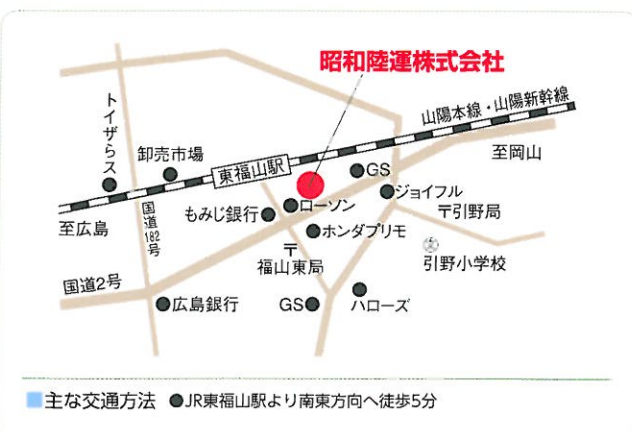 昭和陸運株式会社
山陽本線・山陽新幹線
トイザらス
卸売市場
東福山駅
GS
至岡山
ジョイフル
ローソン
〒引野局
もみじ銀行
至広島
国道182号
ホンダプリモ
〒
福山東局
文
引野小学校
国道2号
広島銀行
GS
ハローズ
主な交通方法 ●JR東福山駅より南東方向へ徒歩5分